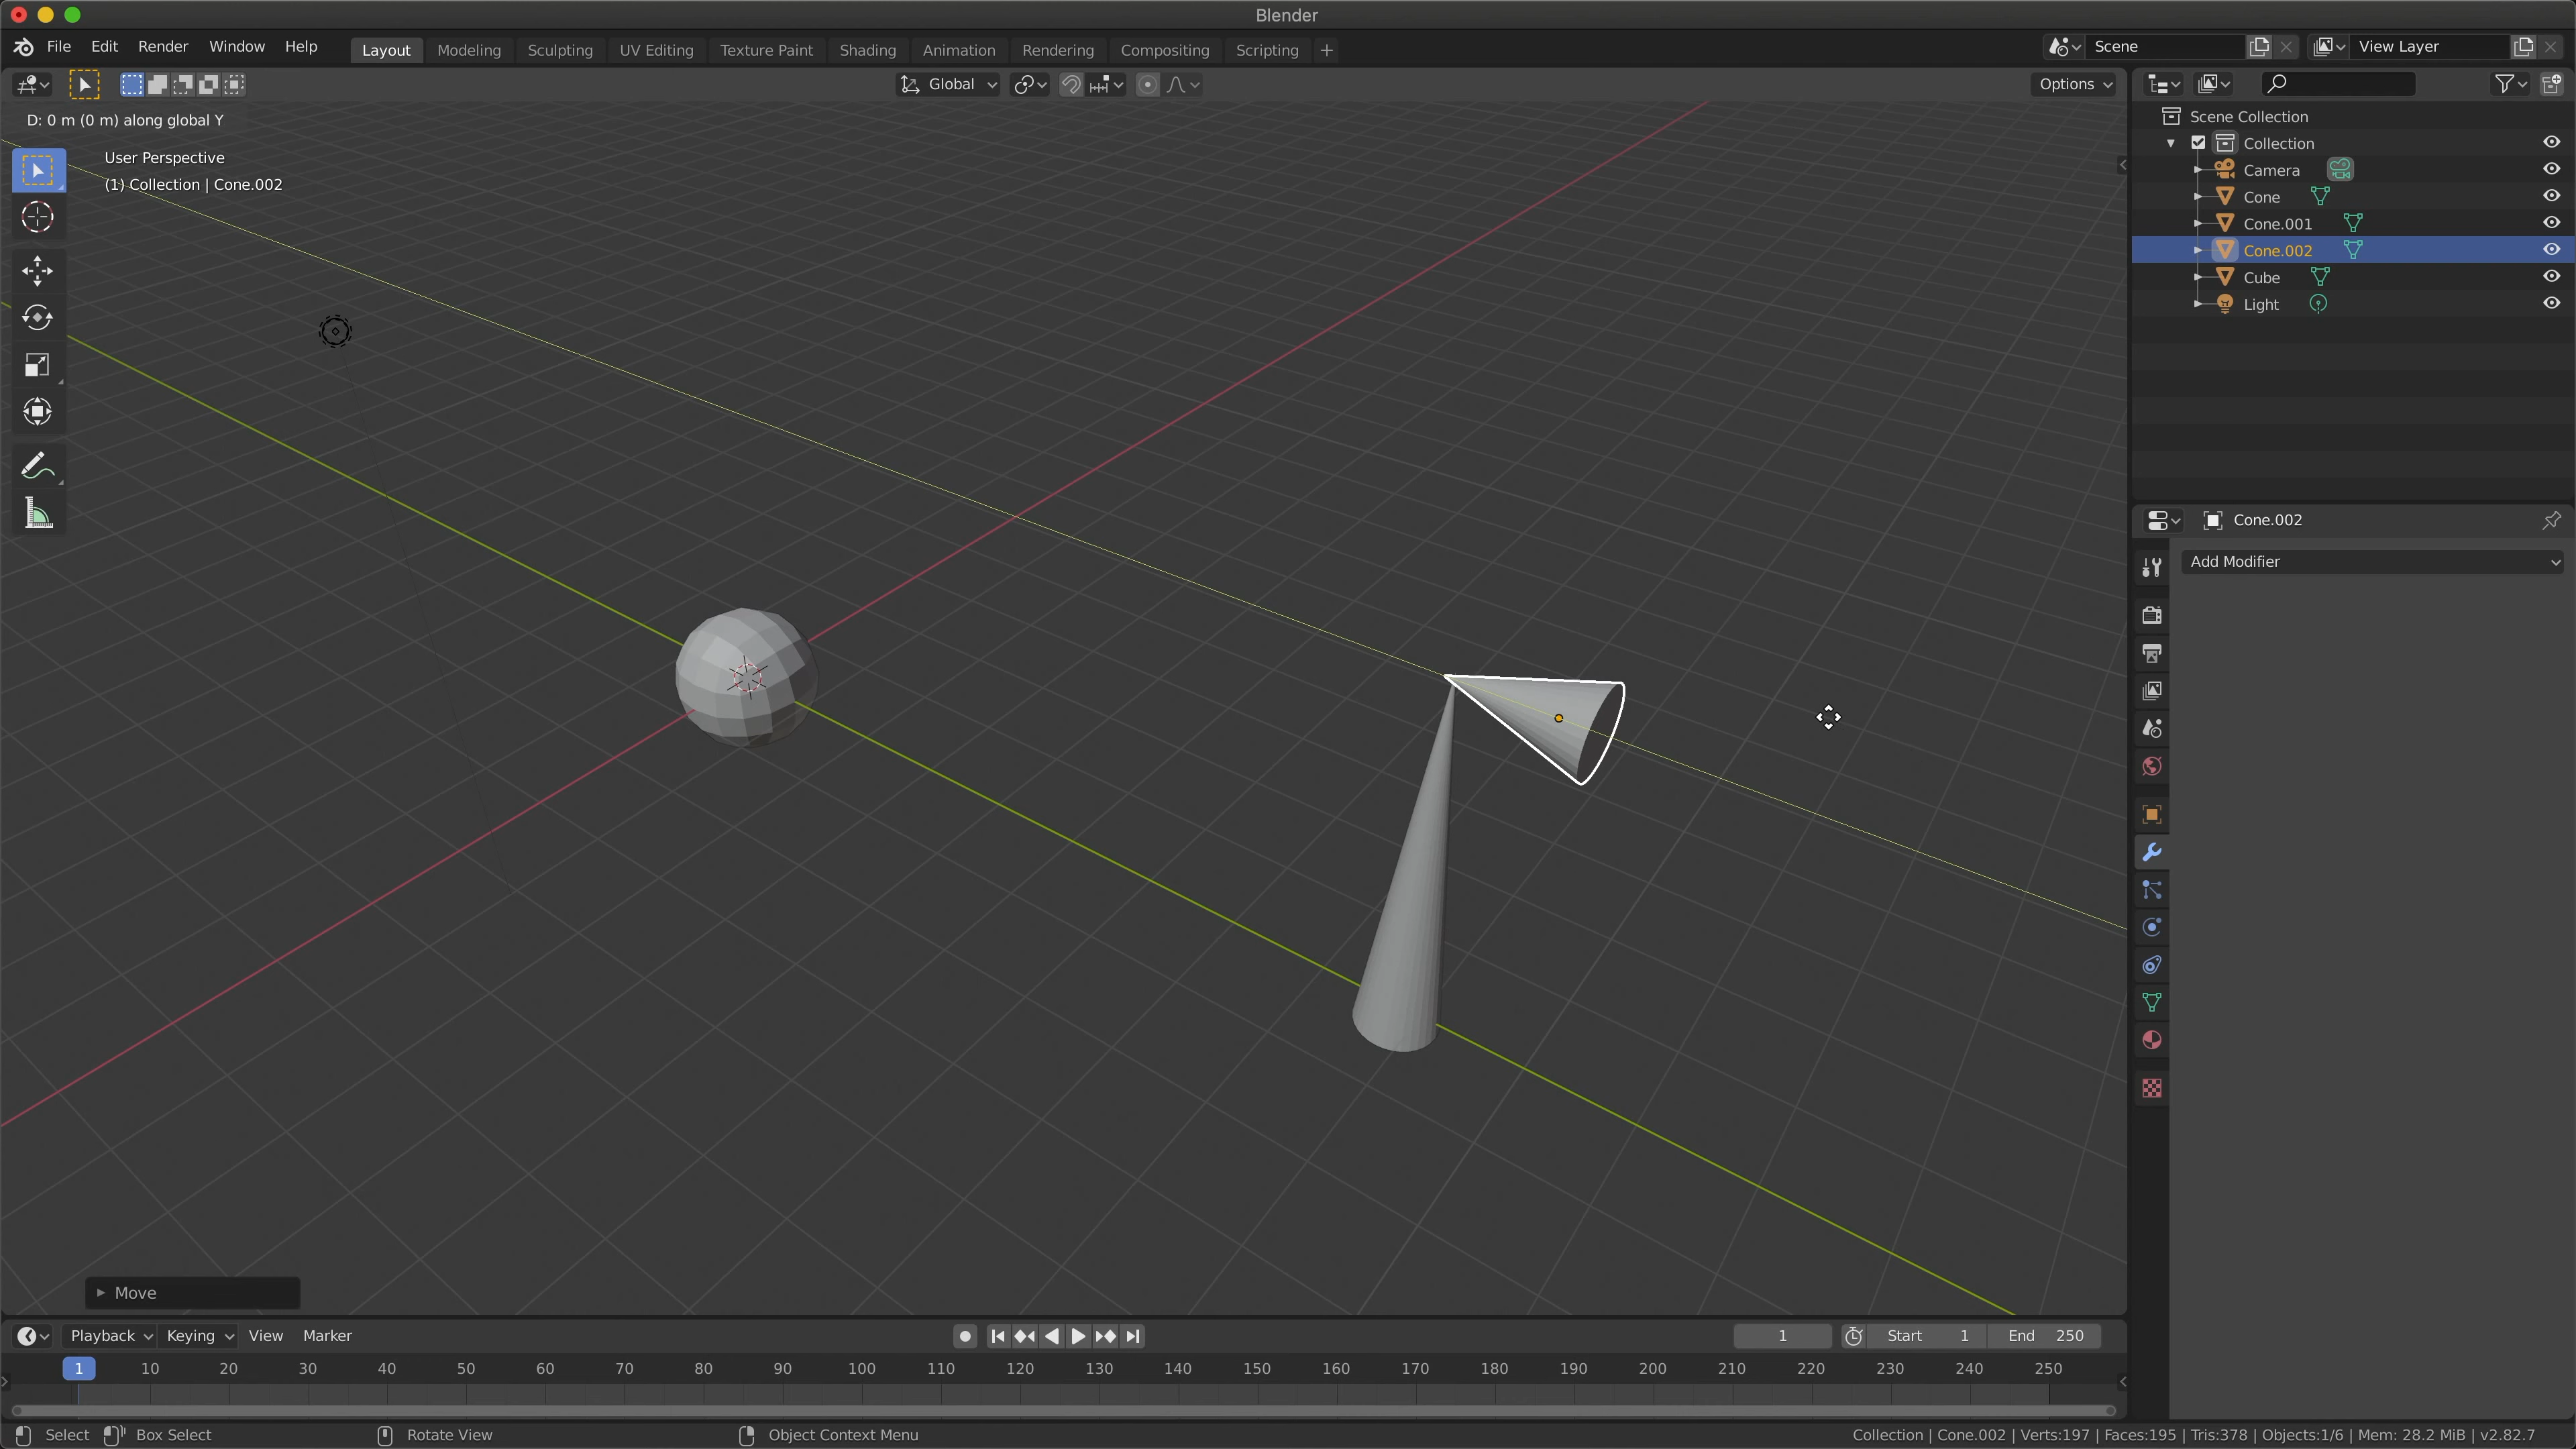 Blender
File Edit Render Window Help Layout Modeling Sculpting UV Editing Texture Paint Shading Animation Rendering Compositing Scripting + Scene View Layer
Global Options
D: 0 m (0 m) along global Y
User Perspective
(1) Collection | Cone.002
Scene Collection
Collection
Camera
Cone
Cone.001
Cone.002
Cube
Light
Cone.002
Add Modifier
Move
Playback Keying View Marker 1 Start 1 End 250
1 10 20 30 40 50 60 70 80 90 100 110 120 130 140 150 160 170 180 190 200 210 220 230 240 250
Select Box Select Rotate View Object Context Menu Collection | Cone.002 | Verts:197 | Faces:195 | Tris:378 | Objects:1/6 | Mem: 28.2 MiB | v2.82.7